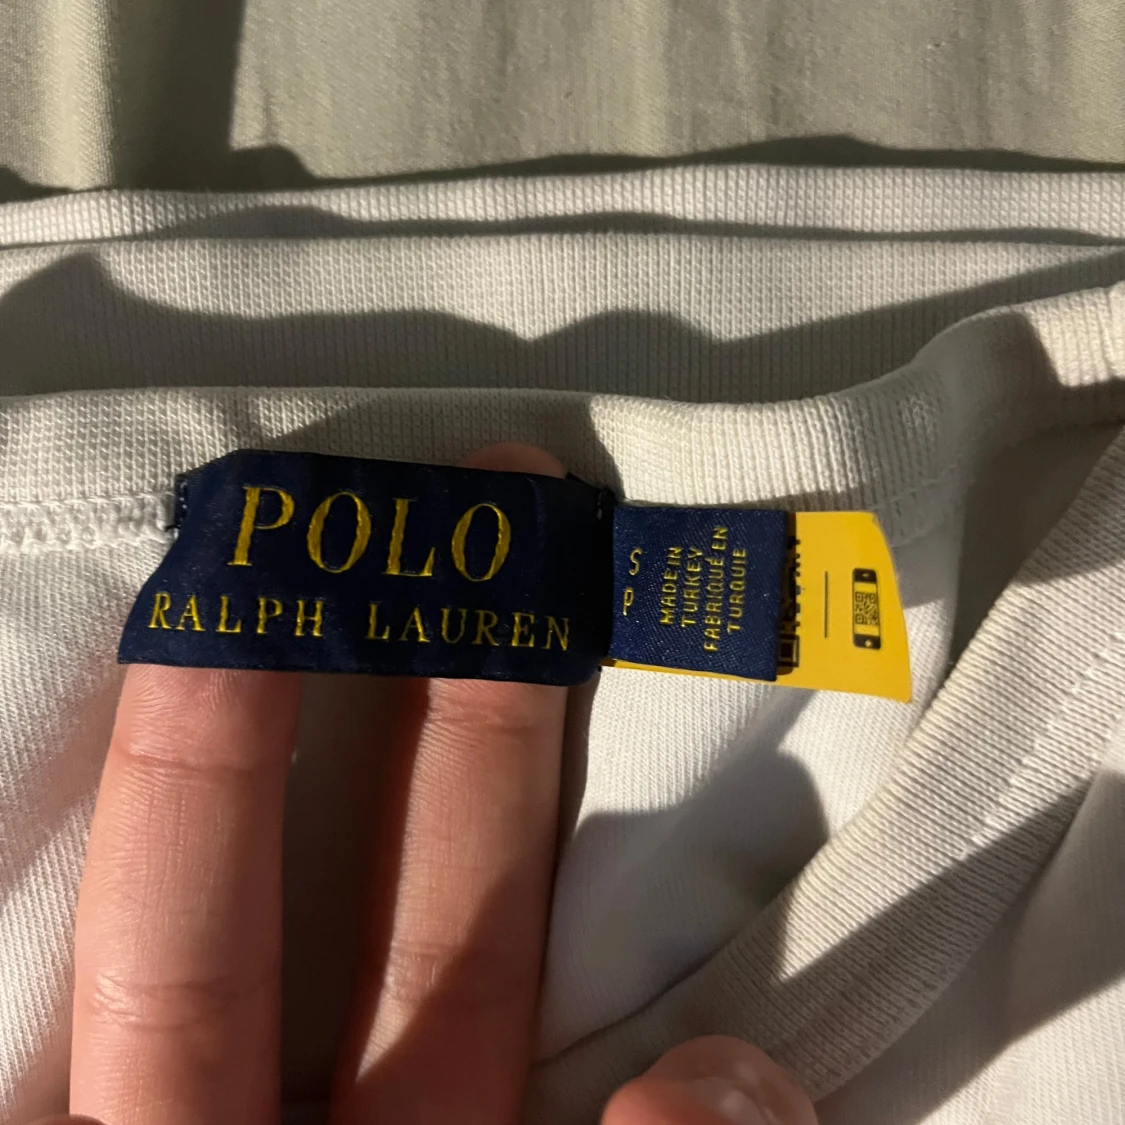 POLO
RALPH LAUREN
S
P
MADE IN
TURKEY
FABRIQUÉ EN
TURQUIE